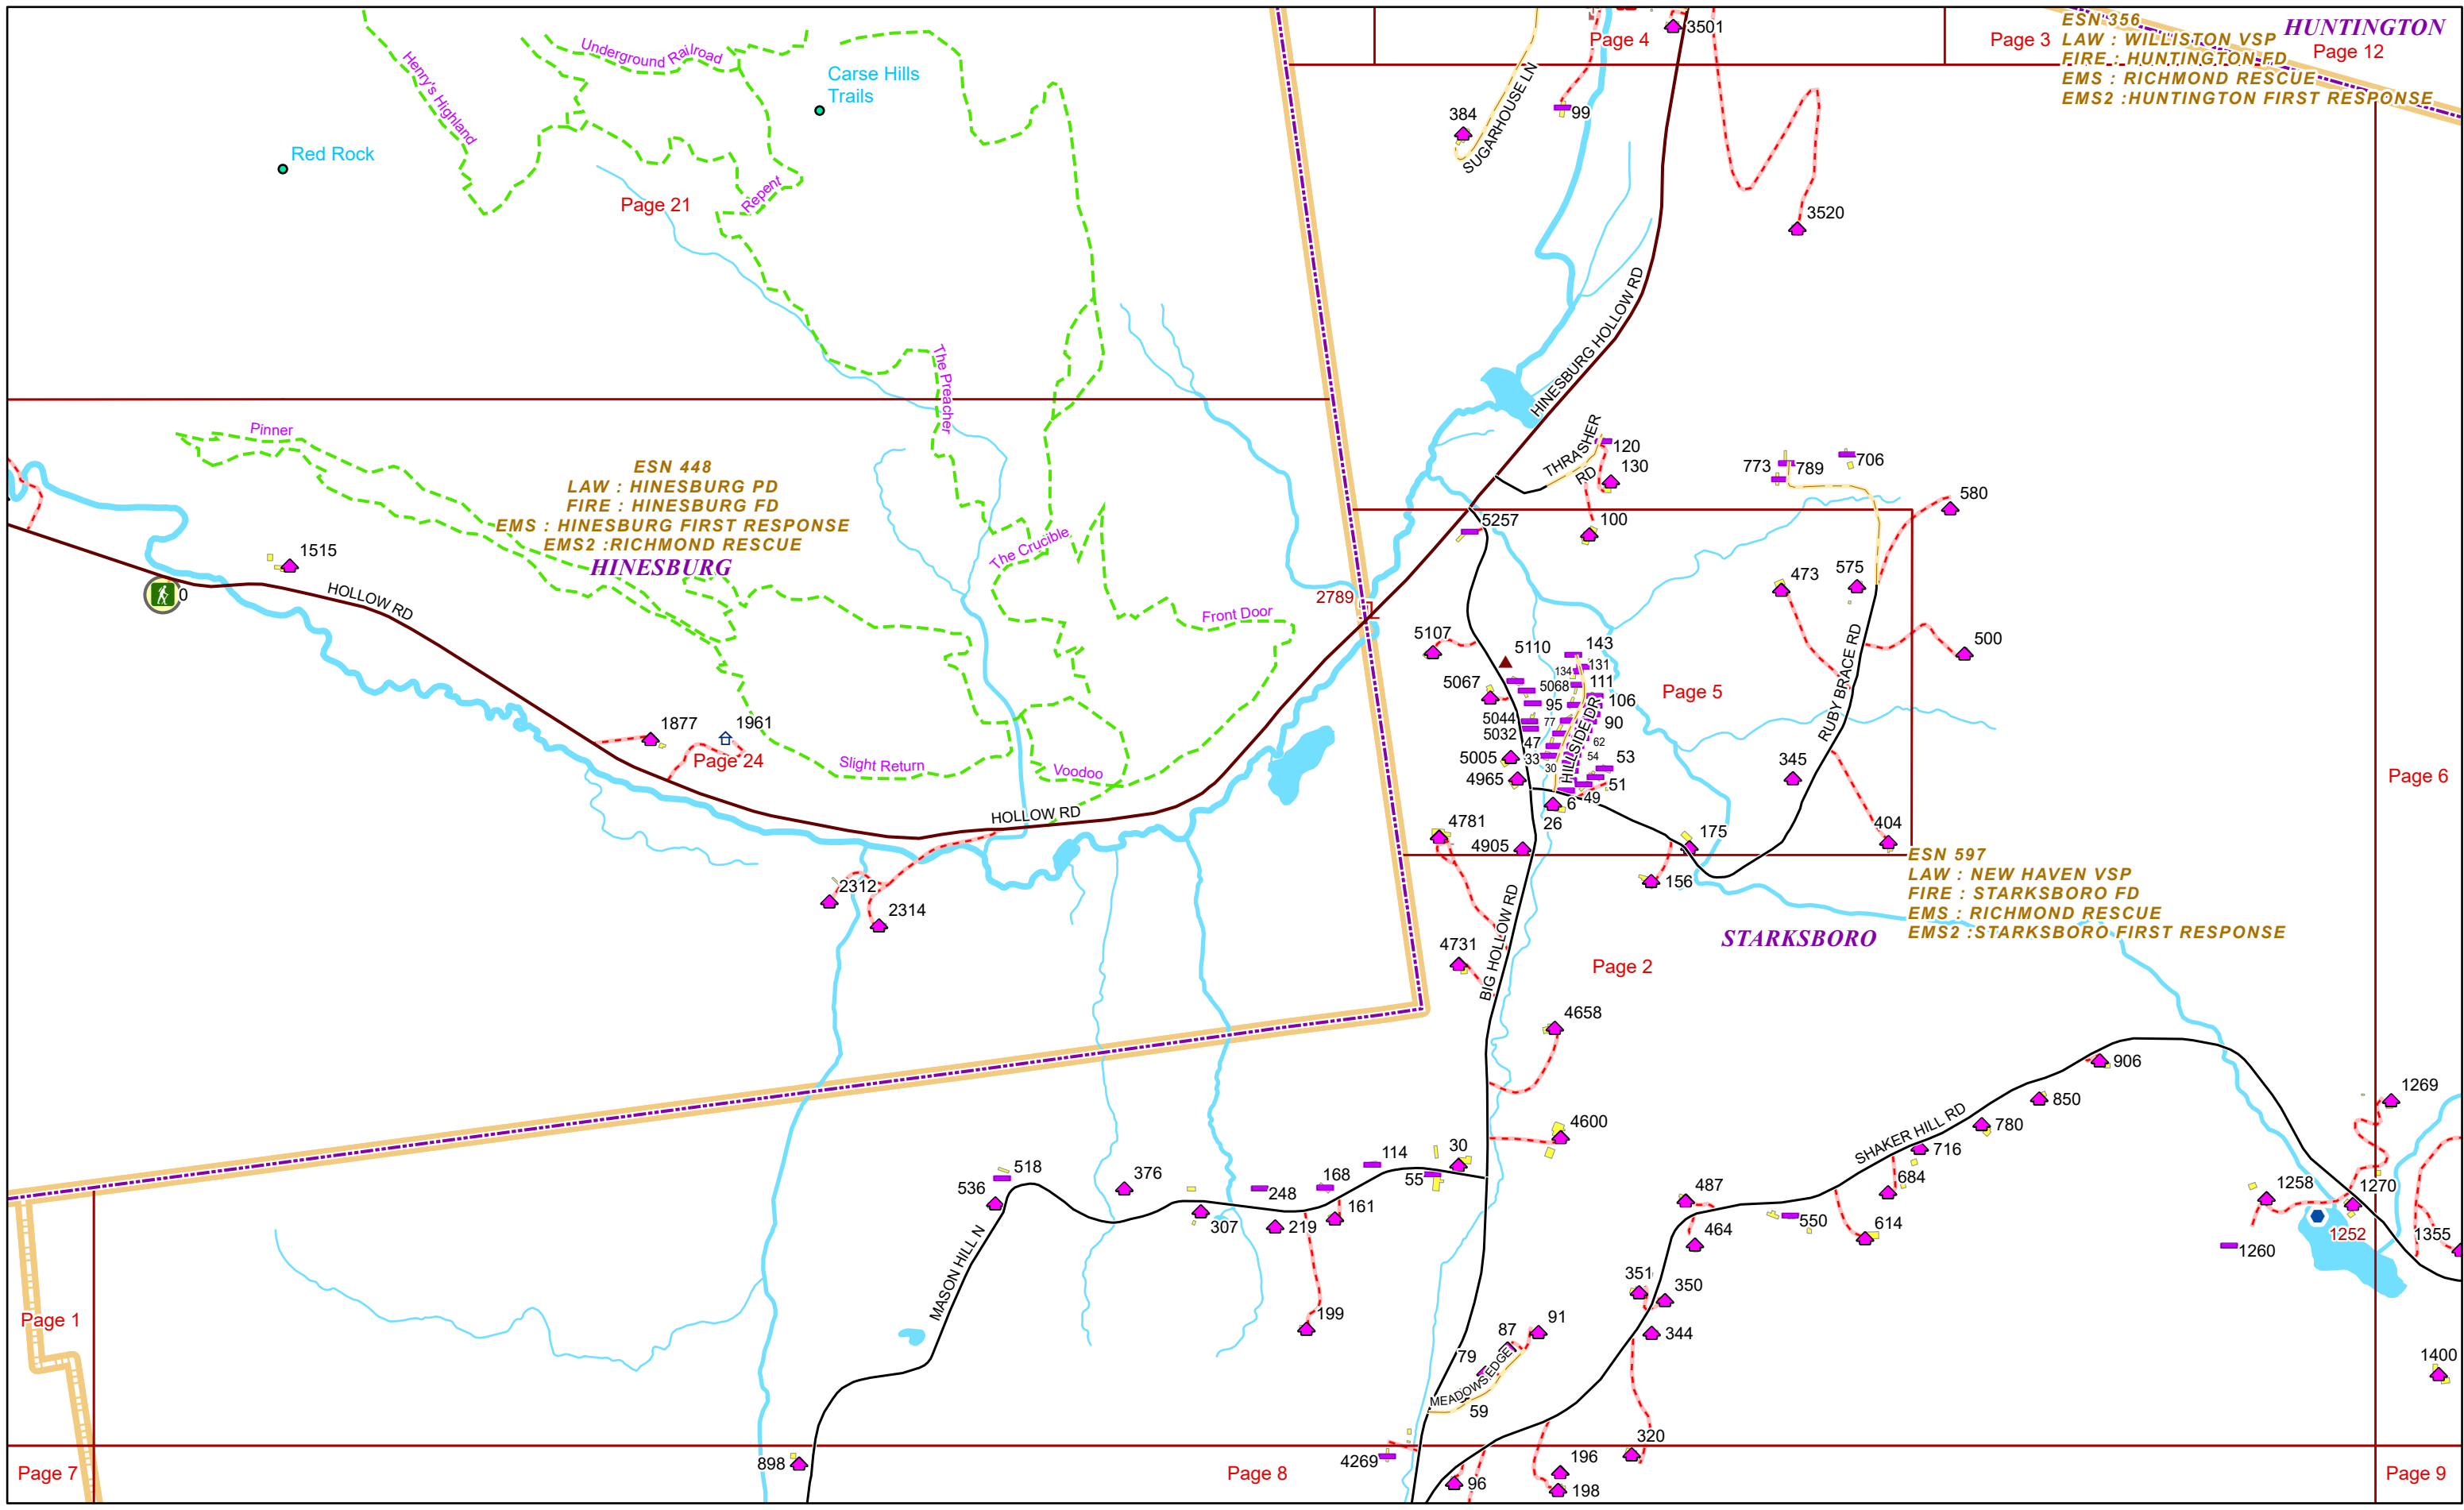 ESN 356
HUNTINGTON
LAW : WILLISTON VSP
FIRE : HUNTINGTON FD
EMS : RICHMOND RESCUE
EMS2 :HUNTINGTON FIRST RESPONSE
Page 4
3501
Page 3
Page 12
Henry's Highland
Underground Railroad
Carse Hills
Trails
Red Rock
Page 21
Repent
384
SUGARHOUSE LN
99
3520
HINESBURG HOLLOW RD
The Preacher
Pinner
ESN 448
LAW : HINESBURG PD
FIRE : HINESBURG FD
EMS : HINESBURG FIRST RESPONSE
EMS2 :RICHMOND RESCUE
HINESBURG
THRASHER
RD
120
130
100
773
789
706
580
5257
1515
0
HOLLOW RD
The Crucible
Front Door
2789
473
575
500
RUBY BRACE RD
5107
5110
143
134
131
5067
5068
111
106
Page 5
95
5044
77
90
5032
47
62
5005
33
54
53
30
4965
HILLSIDE DR
51
49
6
26
345
Page 6
1877
1961
Page 24
Slight Return
Voodoo
HOLLOW RD
4781
4905
175
404
156
2312
2314
ESN 597
LAW : NEW HAVEN VSP
FIRE : STARKSBORO FD
EMS : RICHMOND RESCUE
EMS2 :STARKSBORO FIRST RESPONSE
STARKSBORO
4731
BIG HOLLOW RD
Page 2
4658
906
850
1269
780
SHAKER HILL RD
716
4600
30
114
55
518
536
376
248
168
161
307
219
199
MASON HILL N
487
684
464
550
614
1258
1270
1252
1260
1355
351
350
344
91
87
79
MEADOWS EDGE
59
1400
Page 1
320
Page 7
898
Page 8
4269
196
96
198
Page 9